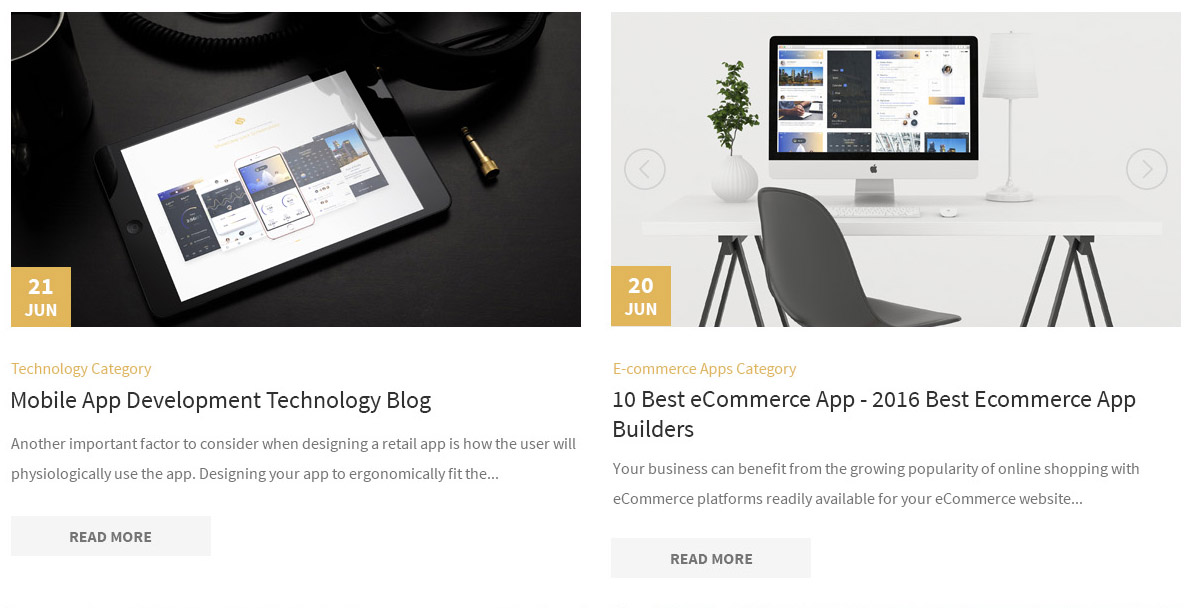 21
JUN
Technology Category
Mobile App Development Technology Blog
Another important factor to consider when designing a retail app is how the user will
physiologically use the app. Designing your app to ergonomically fit the...
READ MORE
20
JUN
E-commerce Apps Category
10 Best eCommerce App - 2016 Best Ecommerce App
Builders
Your business can benefit from the growing popularity of online shopping with
eCommerce platforms readily available for your eCommerce website...
READ MORE